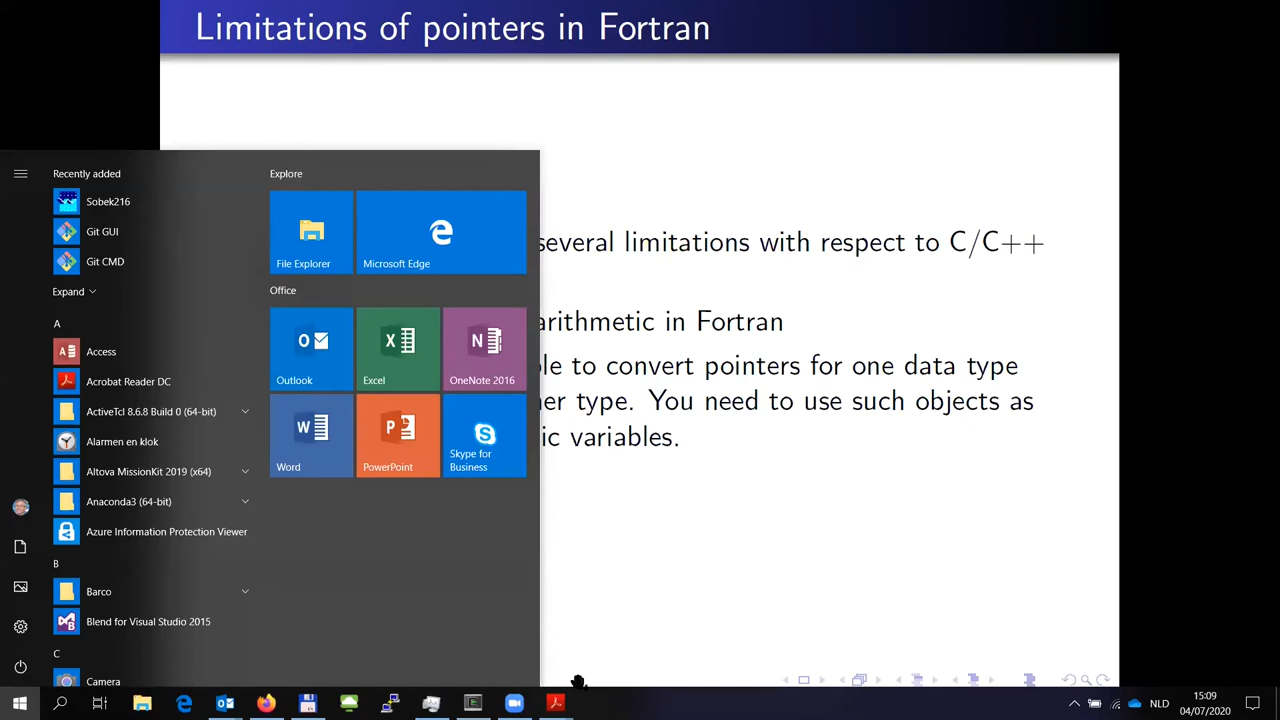 Limitations of pointers in Fortran
several limitations with respect to C/C++
arithmetic in Fortran
to convert pointers for one data type
type. You need to use such objects as
variables.
Recently added
Sobek216
Git GUI
Git CMD
Expand
A
Access
Acrobat Reader DC
ActiveTcl 8.6.8 Build 0 (64-bit)
Alarmen en klok
Altova MissionKit 2019 (x64)
Anaconda3 (64-bit)
Azure Information Protection Viewer
B
Barco
Blend for Visual Studio 2015
C
Camera
Explore
File Explorer
Microsoft Edge
Office
Outlook
Excel
OneNote 2016
Word
PowerPoint
Skype for
Business
NLD
15:09
04/07/2020